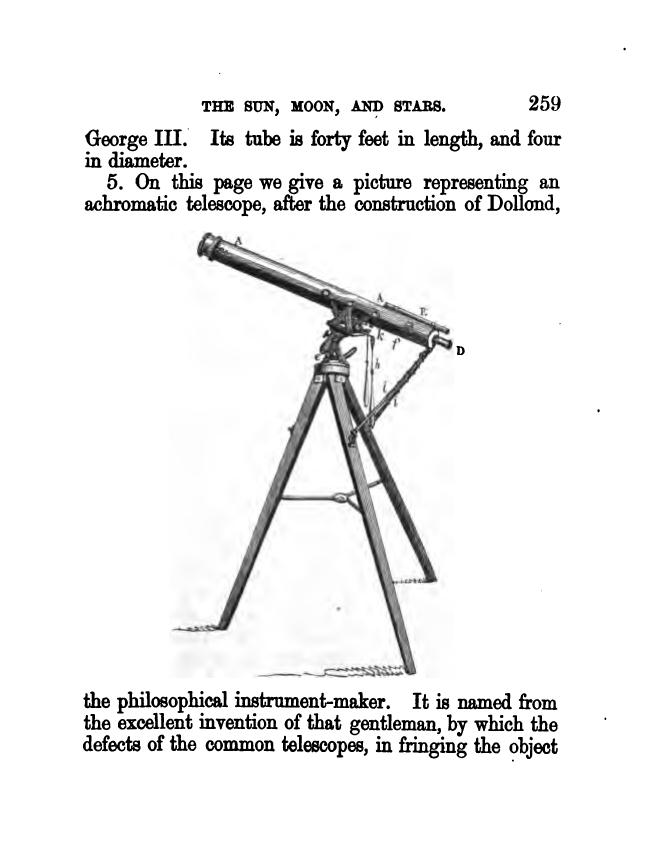 THE SUN, MOON, AND STARS. 259
George III. Its tube is forty feet in length, and four
in diameter.
5. On this page we give a picture representing an
achromatic telescope, after the construction of Dollond,
A
A
E
k
f
D
e
h
i
i
the philosophical instrument-maker. It is named from
the excellent invention of that gentleman, by which the
defects of the common telescopes, in fringing the object